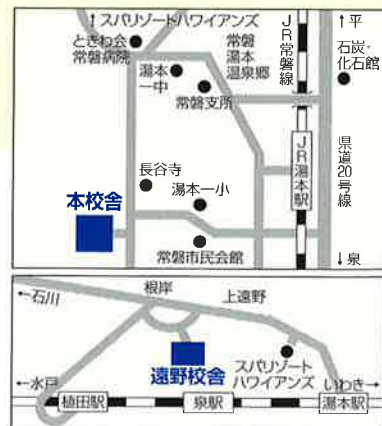 ↑スパリゾートハワイアンズ
ときわ会
常磐病院
湯本
一中
常磐支所
常磐
湯本
温泉郷
JR常磐線
↑平
石炭・
化石館
長谷寺
湯本一小
本校舎
常磐市民会館
JR湯本駅
県道20号線
↓泉
←石川
根岸
上遠野
遠野校舎
スパリゾート
ハワイアンズ
←水戸
いわき→
植田駅
泉駅
湯本駅